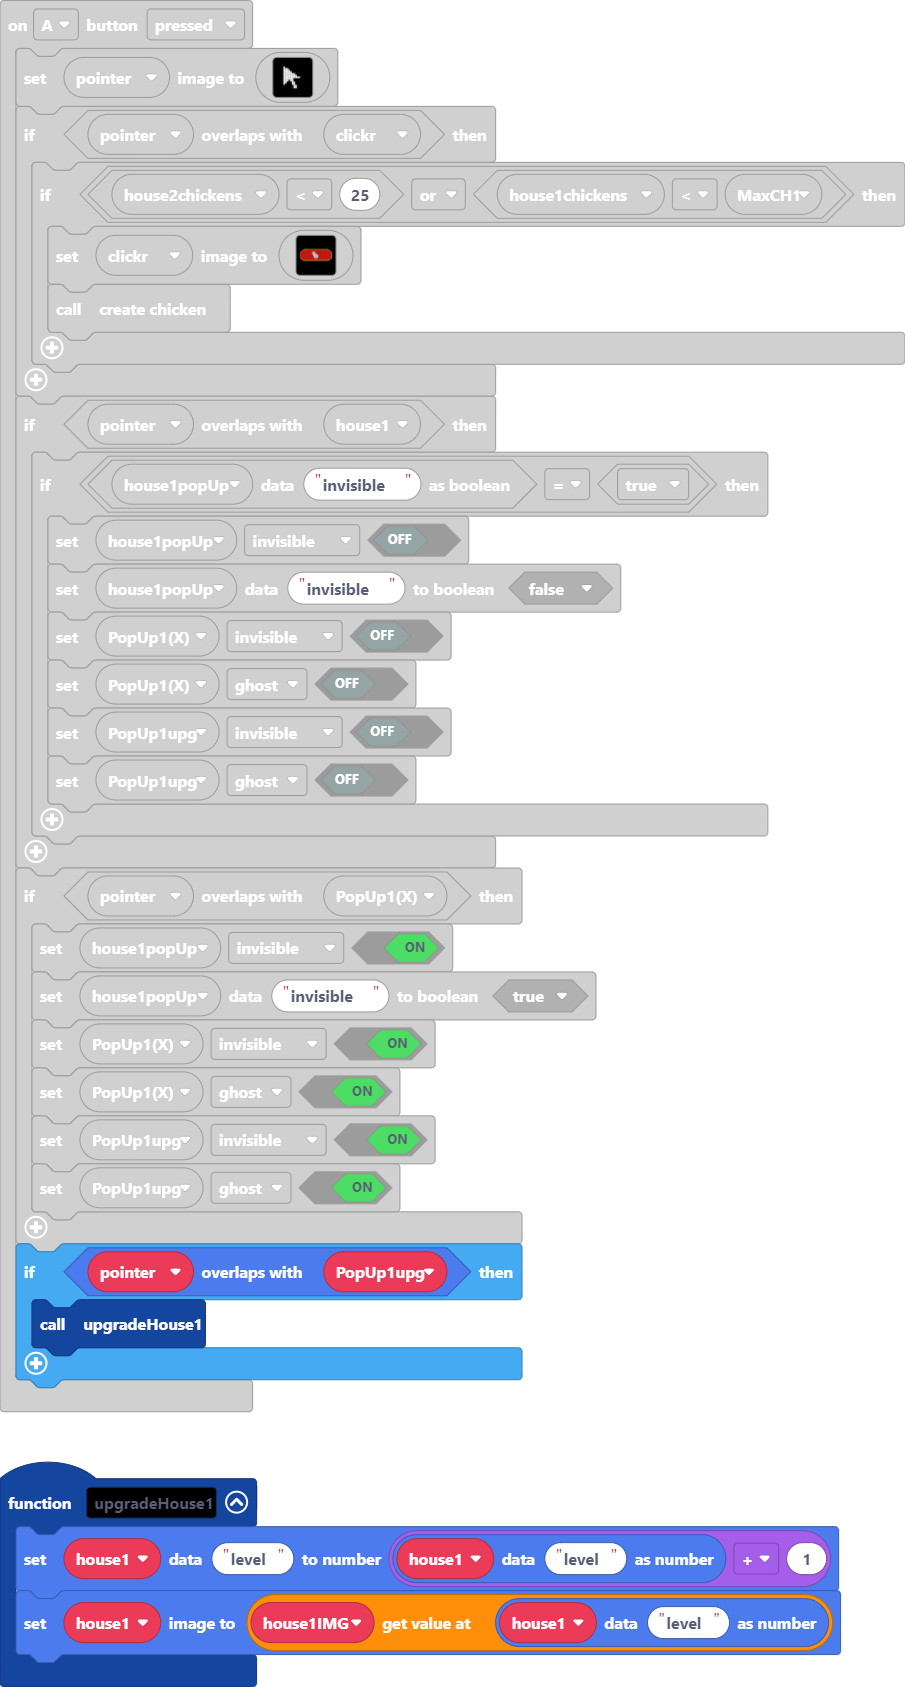 on A button pressed
set pointer image to
if pointer overlaps with clickr then
if house2chickens < 25 or house1chickens < MaxCH1 then
set clickr image to
call create chicken
if pointer overlaps with house1 then
if house1popUp data "invisible" as boolean = true then
set house1popUp invisible OFF
set house1popUp data "invisible" to boolean false
set PopUp1(X) invisible OFF
set PopUp1(X) ghost OFF
set PopUp1upg invisible OFF
set PopUp1upg ghost OFF
if pointer overlaps with PopUp1(X) then
set house1popUp invisible ON
set house1popUp data "invisible" to boolean true
set PopUp1(X) invisible ON
set PopUp1(X) ghost ON
set PopUp1upg invisible ON
set PopUp1upg ghost ON
if pointer overlaps with PopUp1upg then
call upgradeHouse1
function upgradeHouse1
set house1 data "level" to number house1 data "level" as number + 1
set house1 image to house1IMG get value at house1 data "level" as number